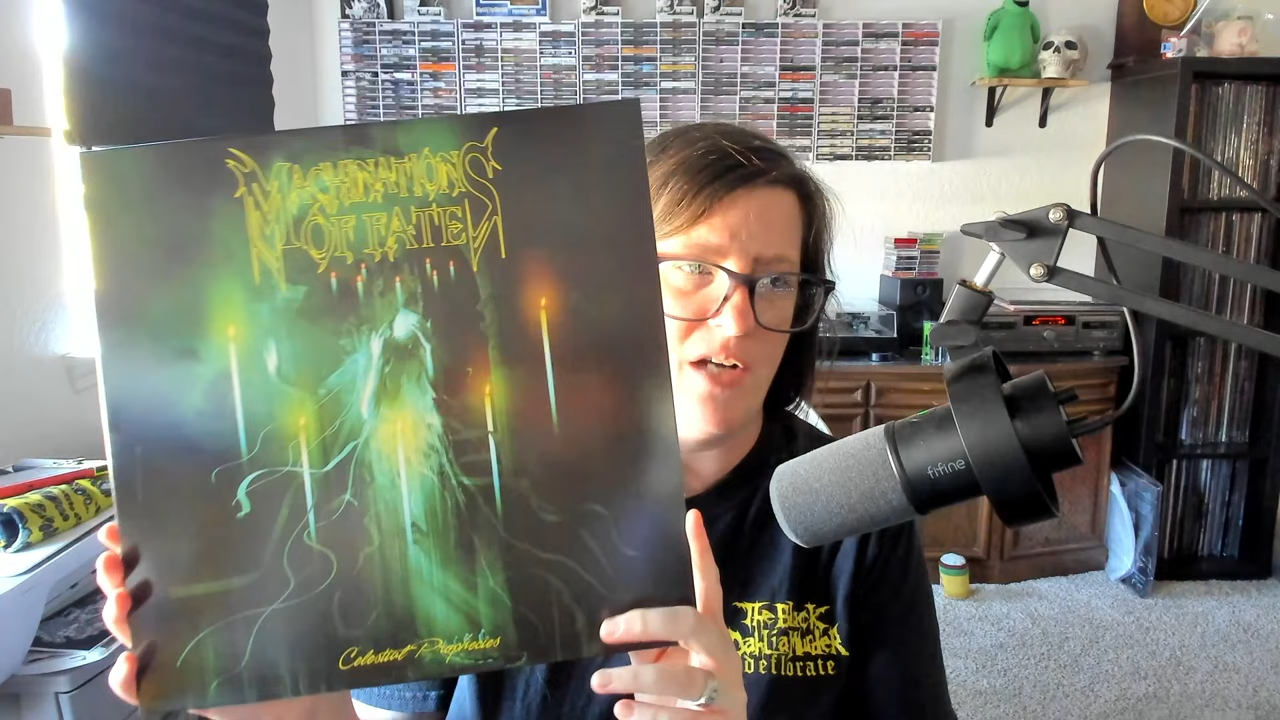 MACHINATIONS
OF FATE
Celestial Prophecies
fifine
The Black
Dahlia Murder
deflorate